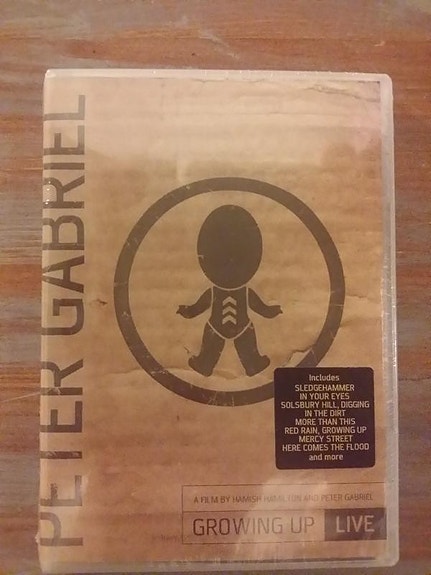 PETER GABRIEL
Includes
SLEDGEHAMMER
IN YOUR EYES
SOLSBURY HILL, DIGGING
IN THE DIRT
MORE THAN THIS
RED RAIN, GROWING UP
MERCY STREET
HERE COMES THE FLOOD
and more
A FILM BY HAMISH HAMILTON AND PETER GABRIEL
GROWING UP LIVE